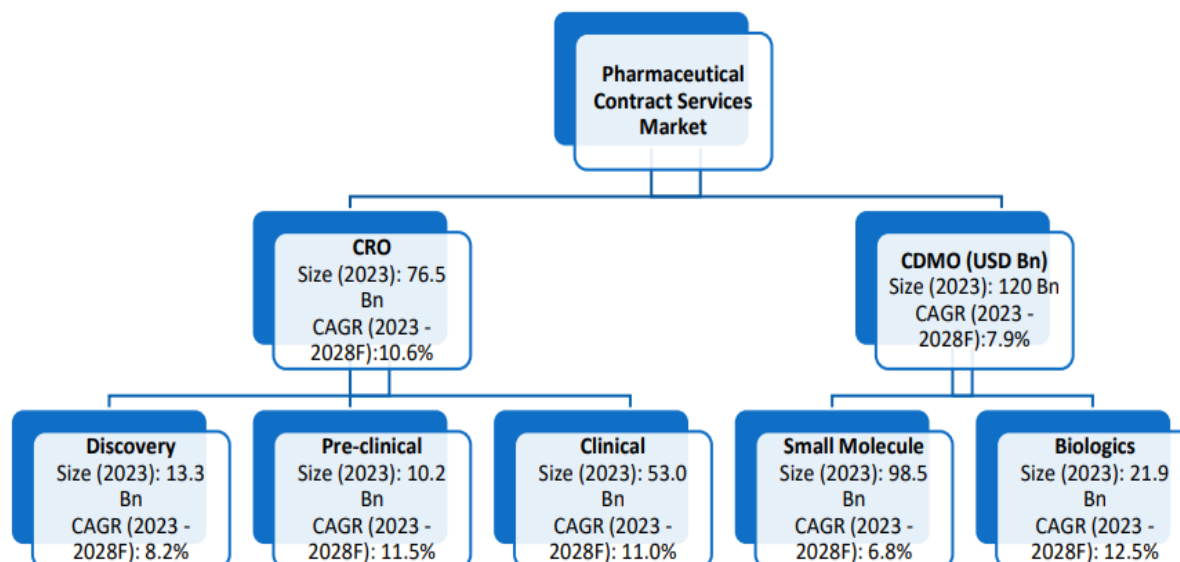 Pharmaceutical
Contract Services
Market
CRO
Size (2023): 76.5
Bn
CAGR (2023 -
2028F):10.6%
CDMO (USD Bn)
Size (2023): 120 Bn
CAGR (2023 -
2028F):7.9%
Discovery
Size (2023): 13.3
Bn
CAGR (2023 -
2028F): 8.2%
Pre-clinical
Size (2023): 10.2
Bn
CAGR (2023 -
2028F): 11.5%
Clinical
Size (2023): 53.0
Bn
CAGR (2023 -
2028F): 11.0%
Small Molecule
Size (2023): 98.5
Bn
CAGR (2023 -
2028F): 6.8%
Biologics
Size (2023): 21.9
Bn
CAGR (2023 -
2028F): 12.5%